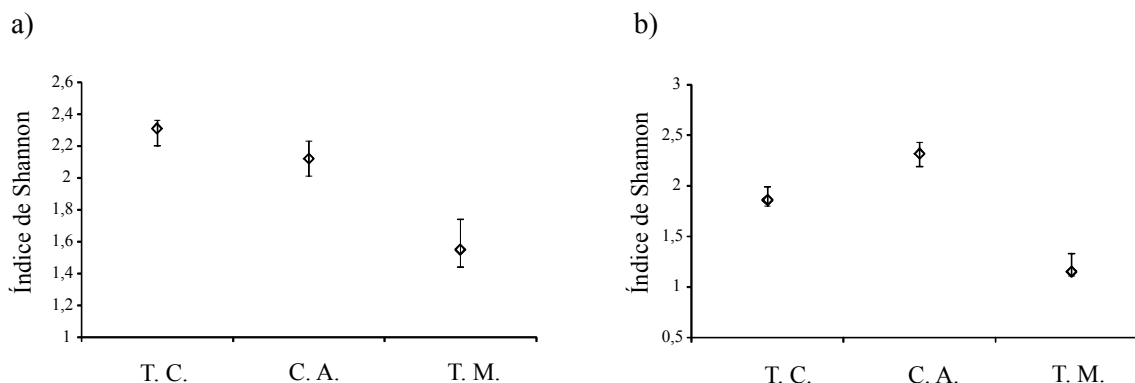 a)
Índice de Shannon
2,6
2,4
2,2
2
1,8
1,6
1,4
1,2
1
T. C.
C. A.
T. M.
b)
Índice de Shannon
3
2,5
2
1,5
1
0,5
T. C.
C. A.
T. M.